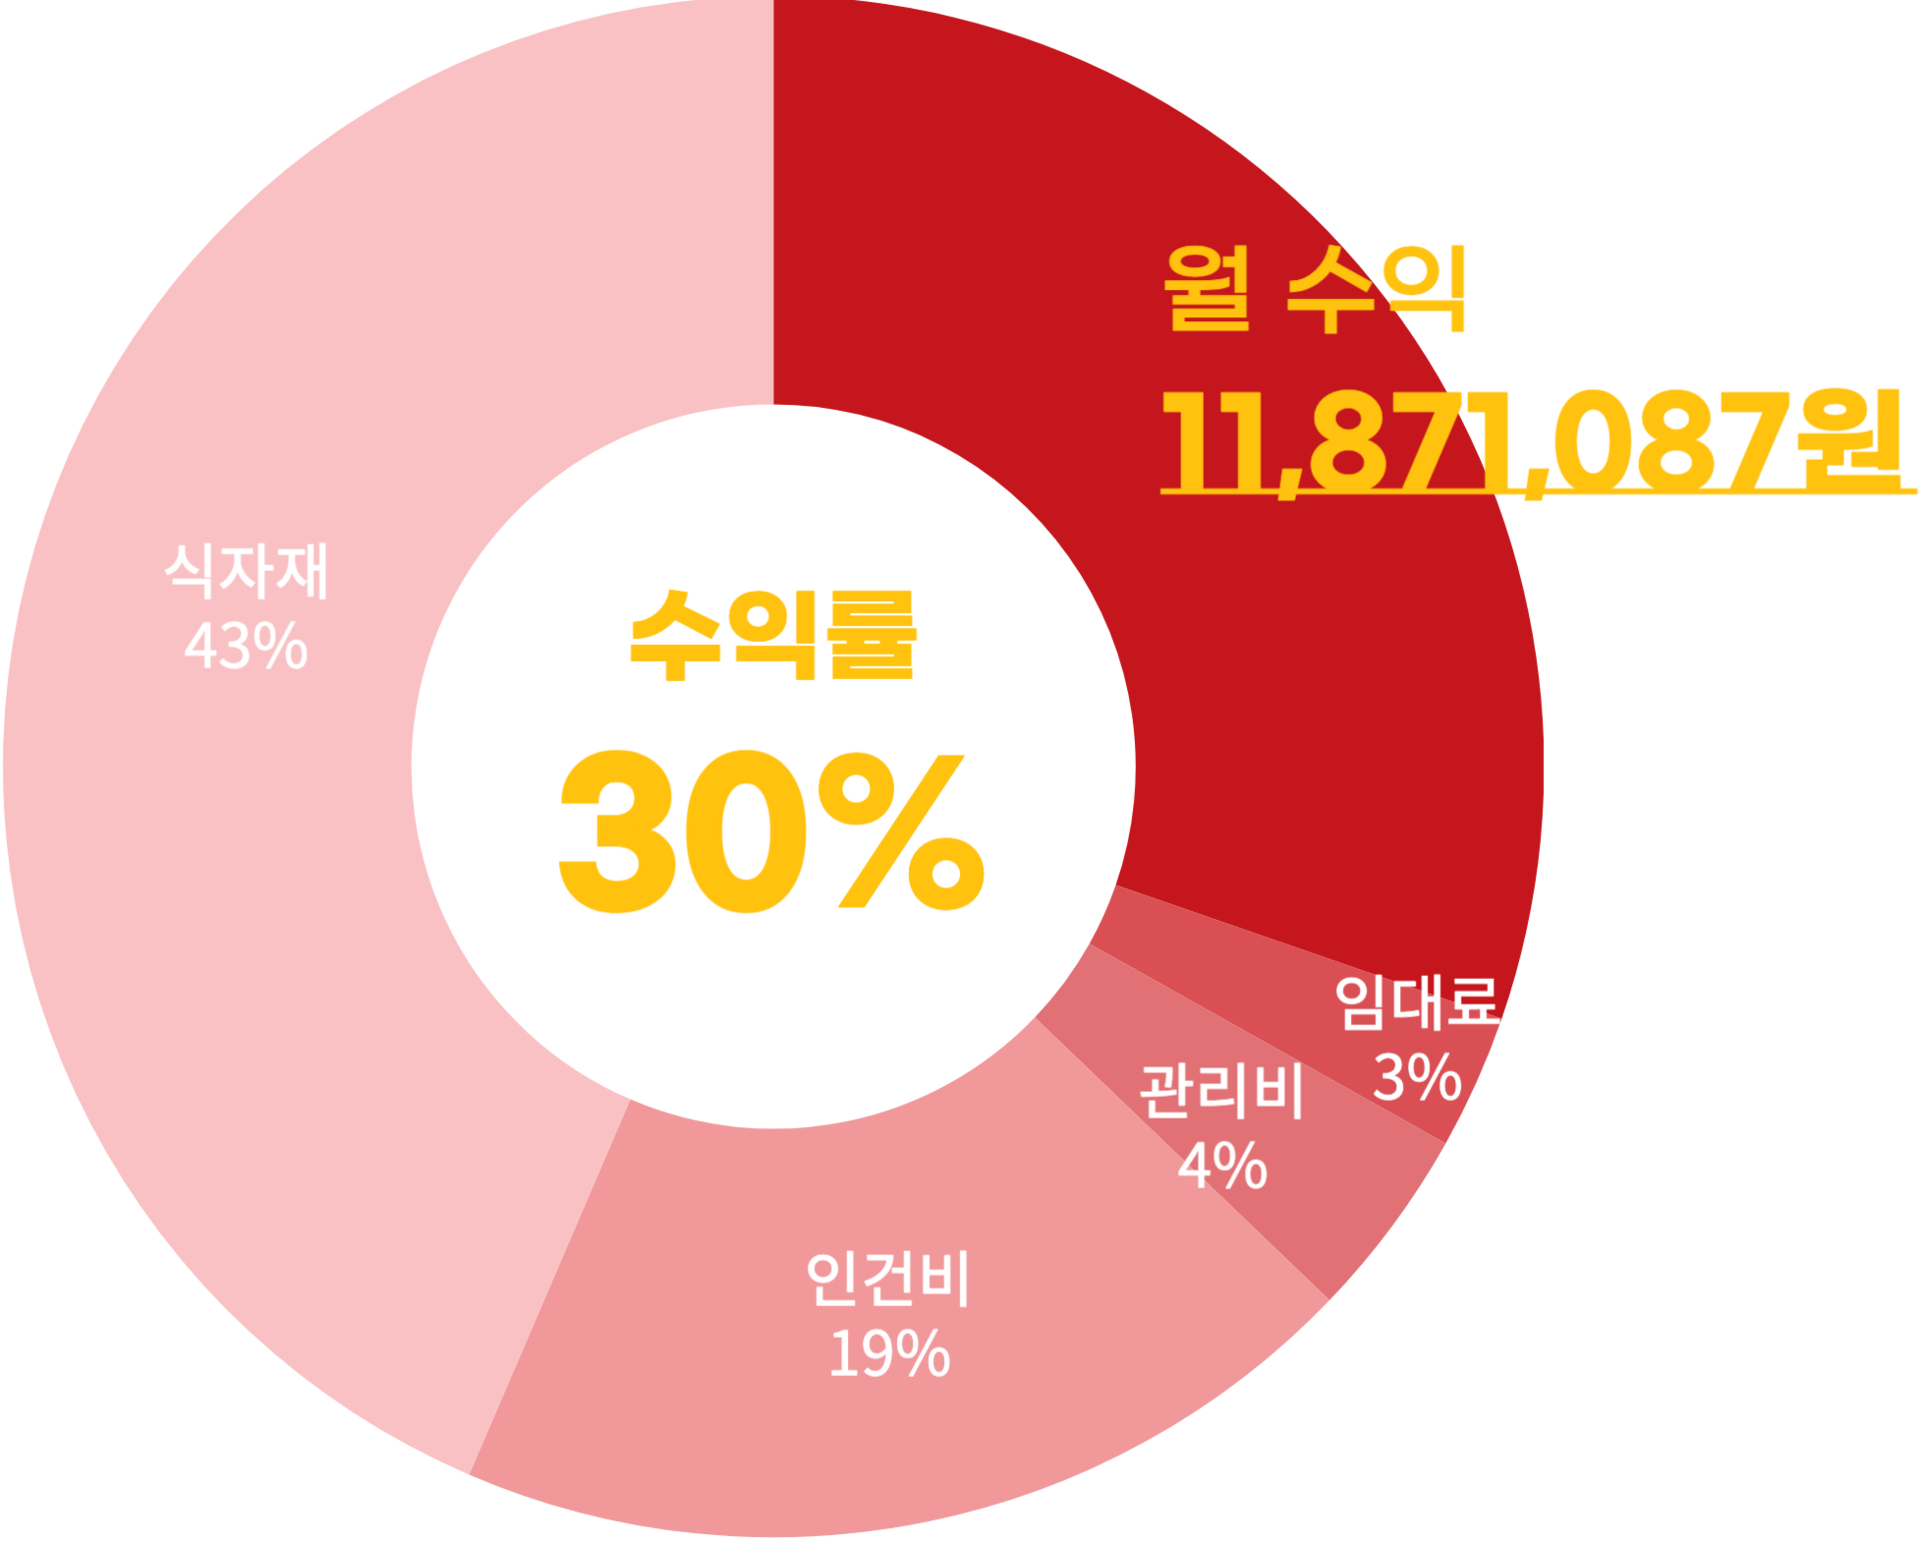 월 수익
11,871,087원
식자재
43%
수익률
30%
임대료
3%
관리비
4%
인건비
19%